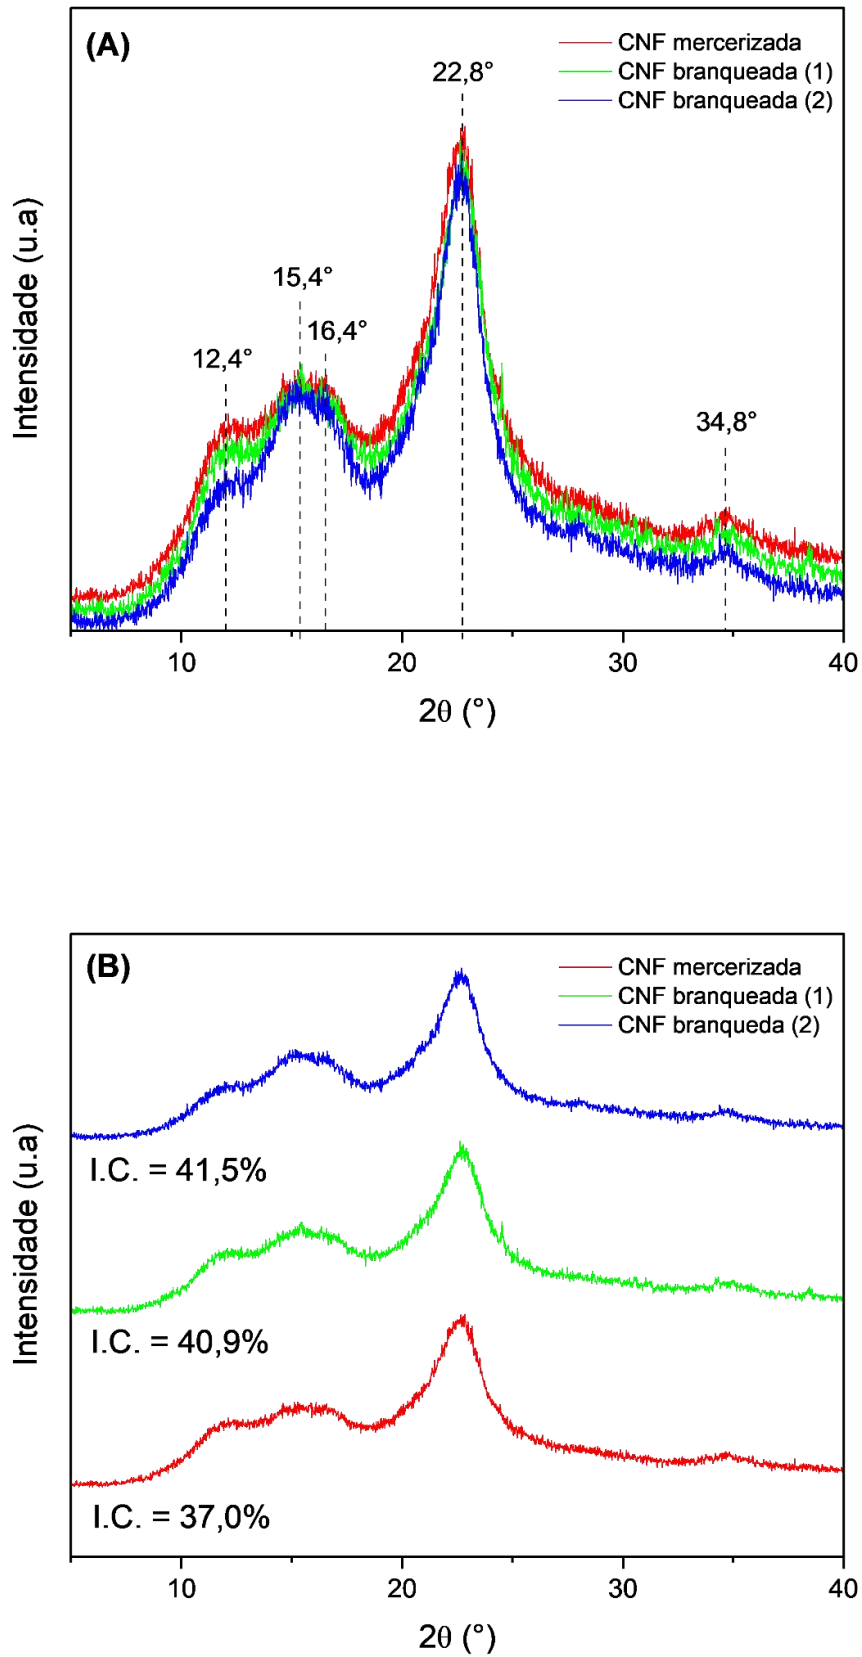 (A)
CNF mercerizada
CNF branqueada (1)
CNF branqueada (2)
22,8°
15,4°
16,4°
12,4°
34,8°
Intensidade (u.a)
10 20 30 40
2θ (°)
(B)
CNF mercerizada
CNF branqueada (1)
CNF branqueda (2)
I.C. = 41,5%
I.C. = 40,9%
I.C. = 37,0%
Intensidade (u.a)
10 20 30 40
2θ (°)